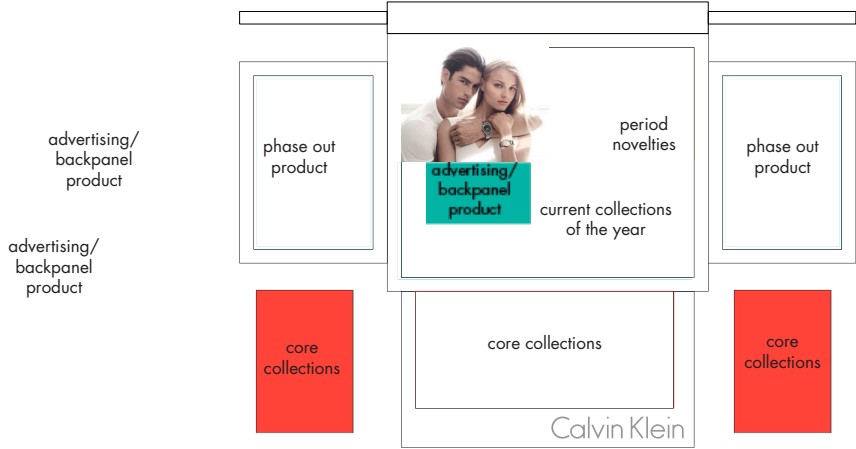 advertising/
backpanel
product
advertising/
backpanel
product
phase out
product
advertising/
backpanel
product
period
novelties
current collections
of the year
phase out
product
core
collections
core collections
core
collections
Calvin Klein